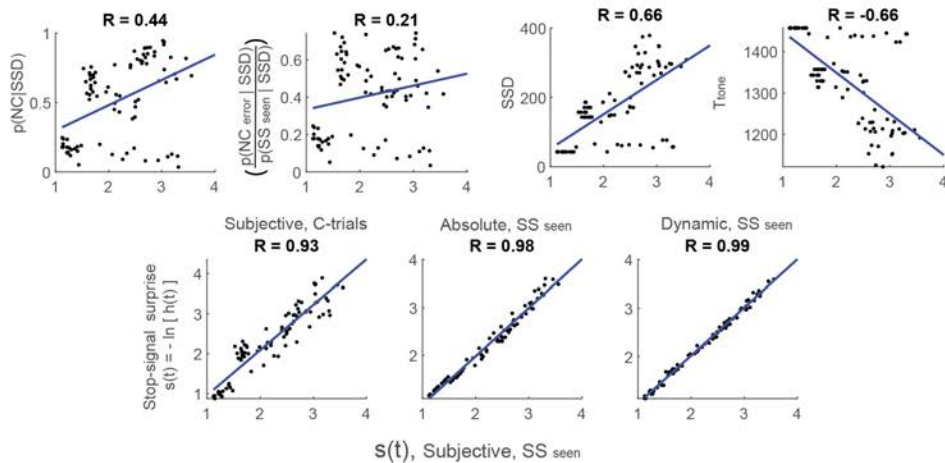 R = 0.44
R = 0.21
R = 0.66
R = -0.66
p(NC|SSD)
1
0.5
0
1 2 3 4
( p(NC error | SSD)
p(SS seen | SSD) )
0.6
0.4
0.2
0
1 2 3 4
SSD
400
200
0
1 2 3 4
Ttone
1400
1300
1200
1 2 3 4
Subjective, C-trials
R = 0.93
Absolute, SS seen
R = 0.98
Dynamic, SS seen
R = 0.99
Stop-signal surprise
s(t) = - ln [ h(t) ]
4
3
2
1
1 2 3 4
4
3
2
1 2 3 4
4
3
2
1 2 3 4
s(t), Subjective, SS seen